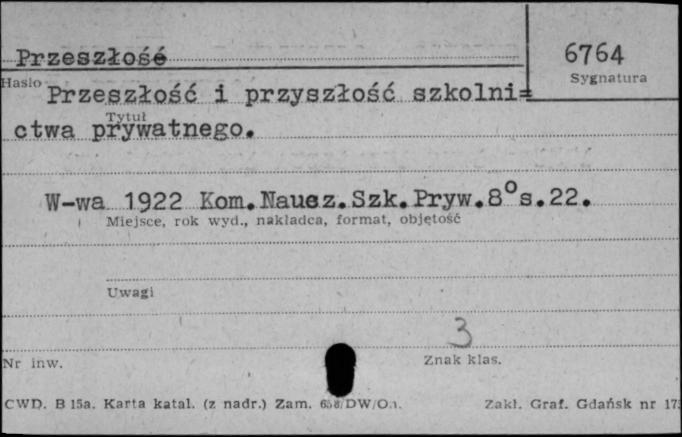 Przeszłość
6764
Hasło
Sygnatura
Przeszłość i przyszłość szkolni=
Tytuł
ctwa prywatnego.
W-wa 1922 Kom.Naucz.Szk.Pryw.8°s.22.
Miejsce, rok wyd., nakładca, format, objętość
Uwagi
3
Nr inw.
Znak klas.
CWD. B 15a. Karta katal. (z nadr.) Zam. Zakł. Graf. Gdańsk nr